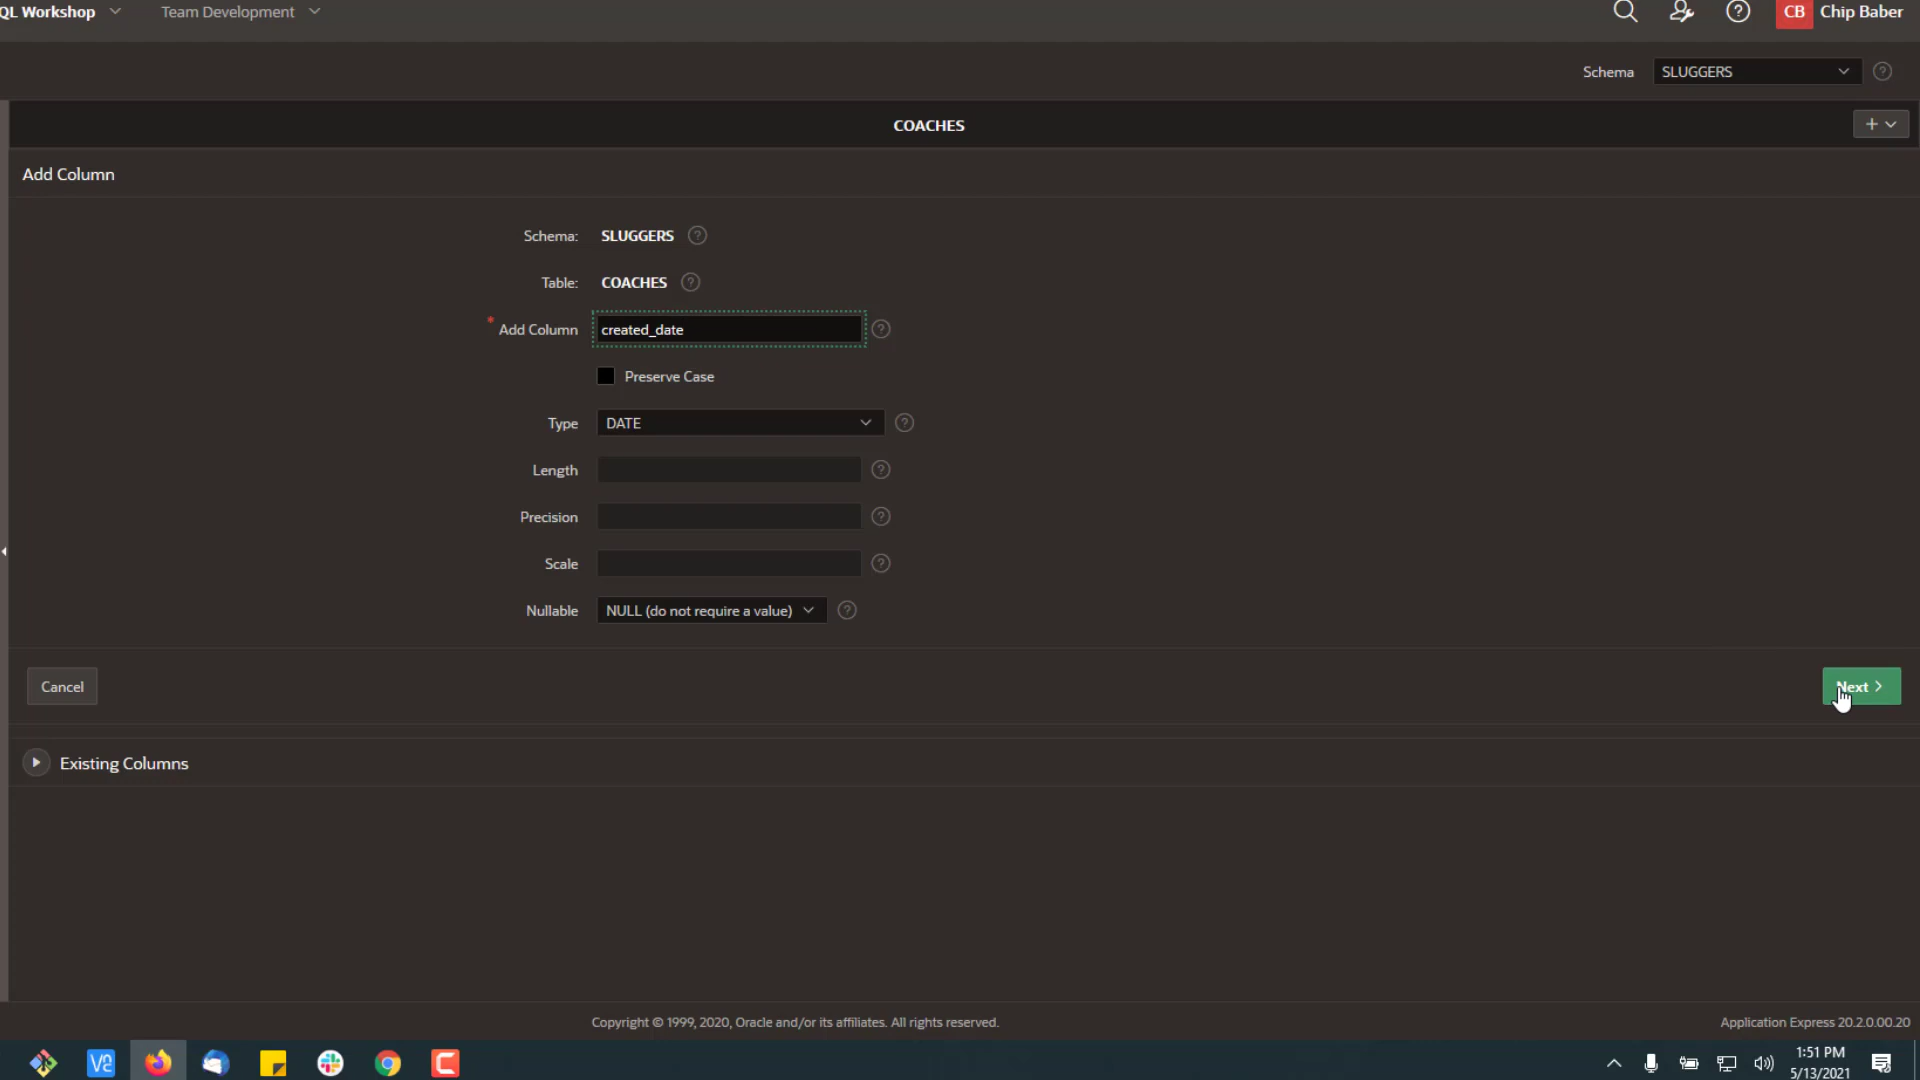 QL Workshop
Team Development
CB
Chip Baber
Schema
SLUGGERS
COACHES
Add Column
Schema:
SLUGGERS
Table:
COACHES
* Add Column
created_date
Preserve Case
Type
DATE
Length
Precision
Scale
Nullable
NULL (do not require a value)
Cancel
Next
Existing Columns
Copyright © 1999, 2020, Oracle and/or its affiliates. All rights reserved.
Application Express 20.2.0.00.20
1:51 PM
5/13/2021